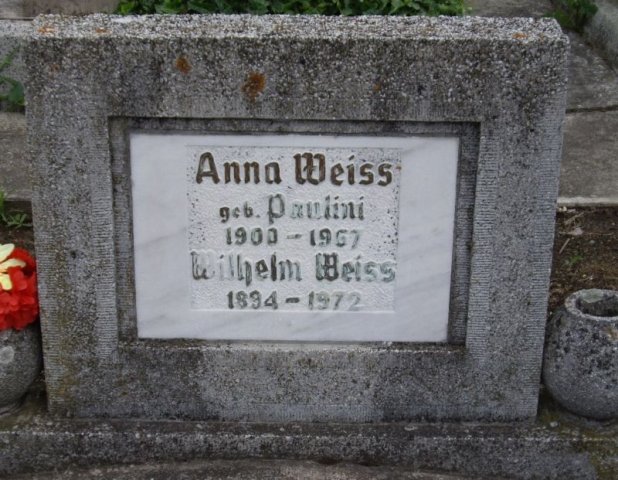 Anna Weiss
geb. Paulini
1900 - 1967
Wilhelm Weiss
1894 - 1972